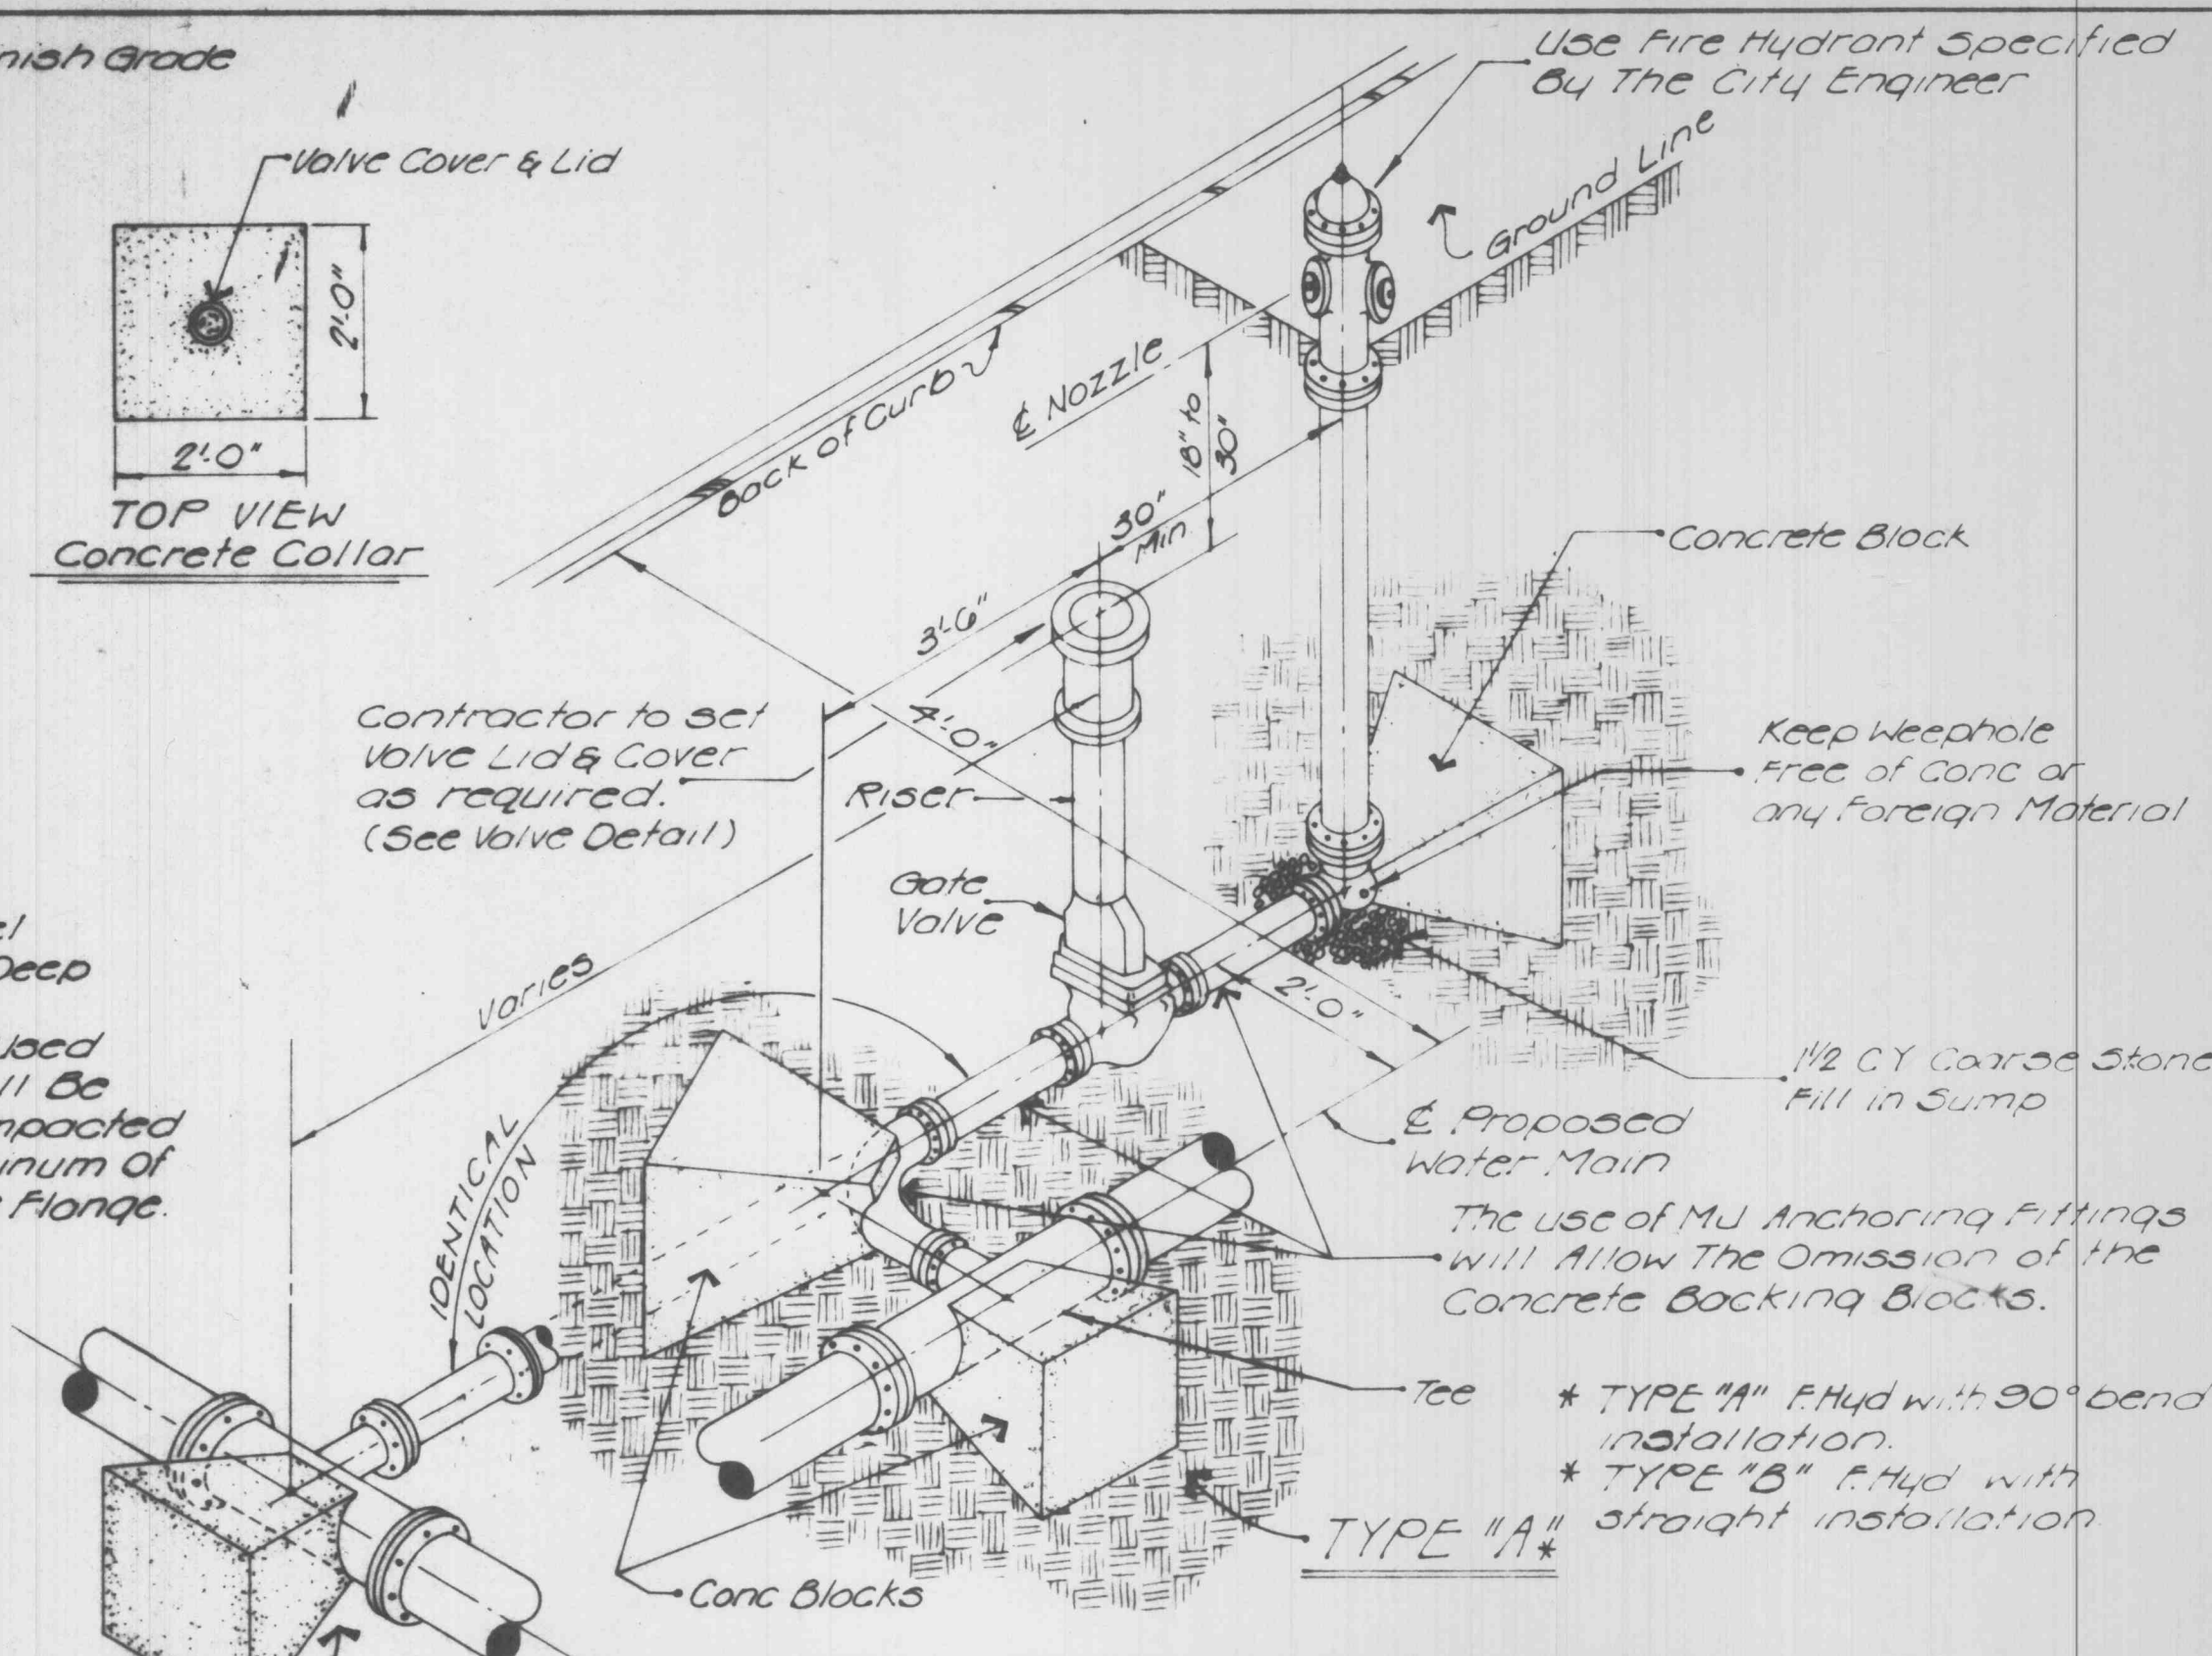 nish Grade
Valve Cover & Lid
2'-0"
2'-0"
TOP VIEW
Concrete Collar
Use Fire Hydrant Specified
By The City Engineer
Ground Line
Back of Curb
℄ Nozzle
18" to
30"
30"
Min.
3'-6"
4'-0"
Concrete Block
Contractor to set
Valve Lid & Cover
as required.
(See Valve Detail)
Riser
Keep Weephole
Free of Conc or
any Foreign Material
Gate
Valve
Varies
2'-0"
1½ CY Coarse Stone
Fill in Sump
el
Deep
Used
ll Be
mpacted
inum Of
Flange.
IDENTICAL
LOCATION
℄ Proposed
Water Main
The use of MJ Anchoring Fittings
Will Allow The Omission of the
Concrete Backing Blocks.
Tee
* TYPE "A" F.Hyd with 90° bend
installation.
* TYPE "B" F.Hyd with
straight installation
TYPE "A"*
Conc Blocks